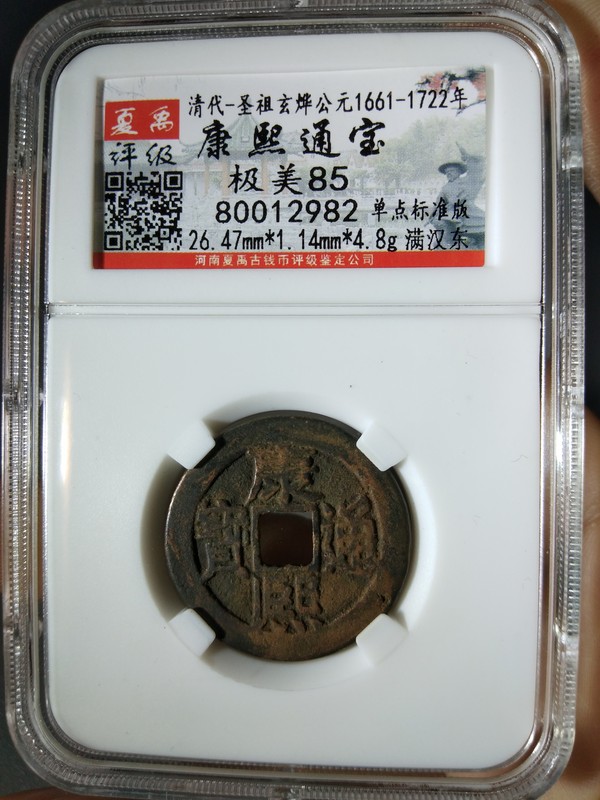 清代-圣祖玄烨公元1661-1722年
夏禹
评级
康熙通宝
极美85
80012982 单点标准版
26.47mm*1.14mm*4.8g 满汉东
河南夏禹古钱币评级鉴定公司
康熙通寶